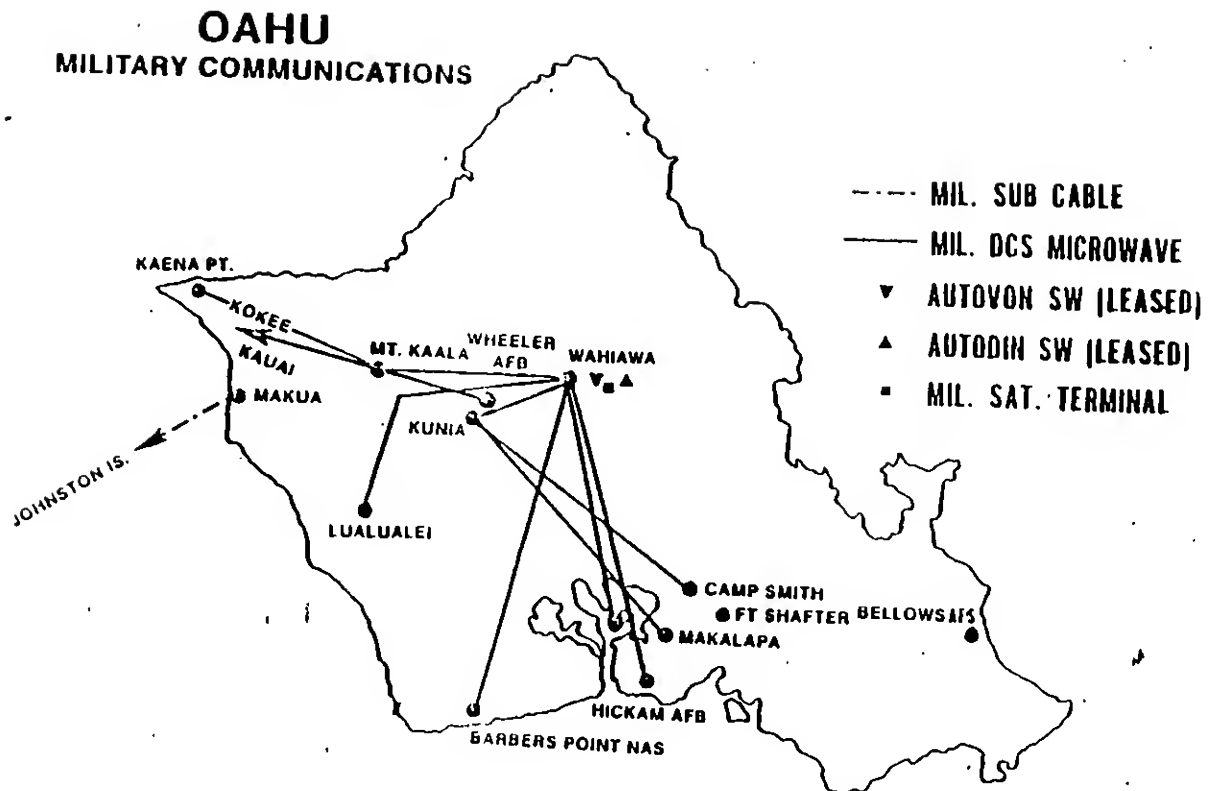 OAHU
MILITARY COMMUNICATIONS
MIL. SUB CABLE
MIL. DCS MICROWAVE
AUTOVON SW (LEASED)
AUTODIN SW (LEASED)
MIL. SAT. TERMINAL
KAENA PT.
KOKEE
KAUAI
MT. KAALA
WHEELER
AFB
WAHIAWA
MAKUA
KUNIA
JOHNSTON IS.
LUALUALEI
CAMP SMITH
FT SHAFTER
BELLOWS AFS
MAKALAPA
HICKAM AFB
BARBERS POINT NAS